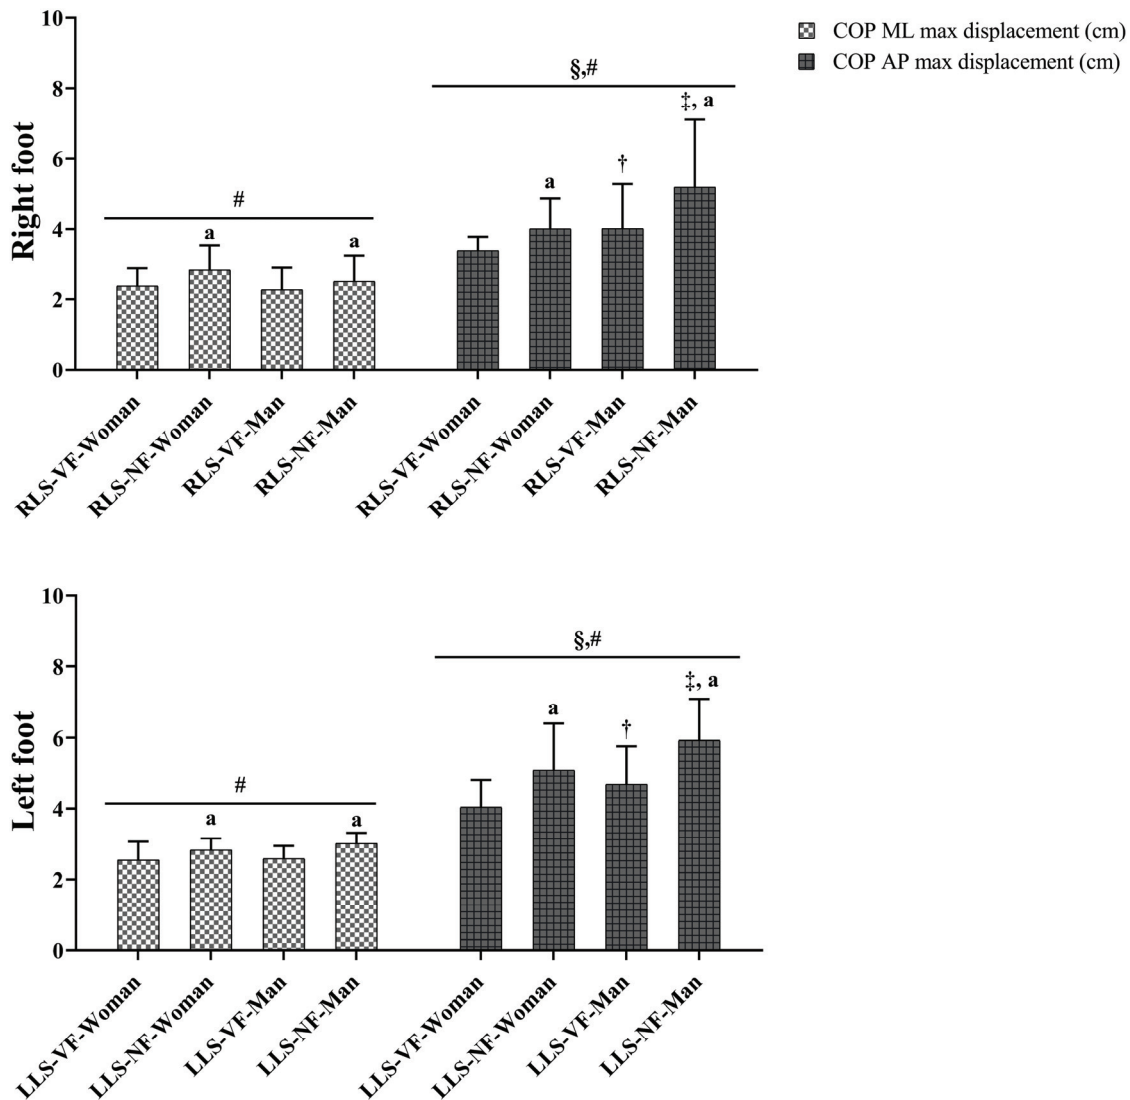 COP ML max displacement (cm)
COP AP max displacement (cm)
Right foot
10
8
6
4
2
0
#
a
a
§,#
a
†
‡, a
RLS-VF-Woman
RLS-NF-Woman
RLS-VF-Man
RLS-NF-Man
RLS-VF-Woman
RLS-NF-Woman
RLS-VF-Man
RLS-NF-Man
Left foot
10
8
6
4
2
0
#
a
a
§,#
a
†
‡, a
LLS-VF-Woman
LLS-NF-Woman
LLS-VF-Man
LLS-NF-Man
LLS-VF-Woman
LLS-NF-Woman
LLS-VF-Man
LLS-NF-Man